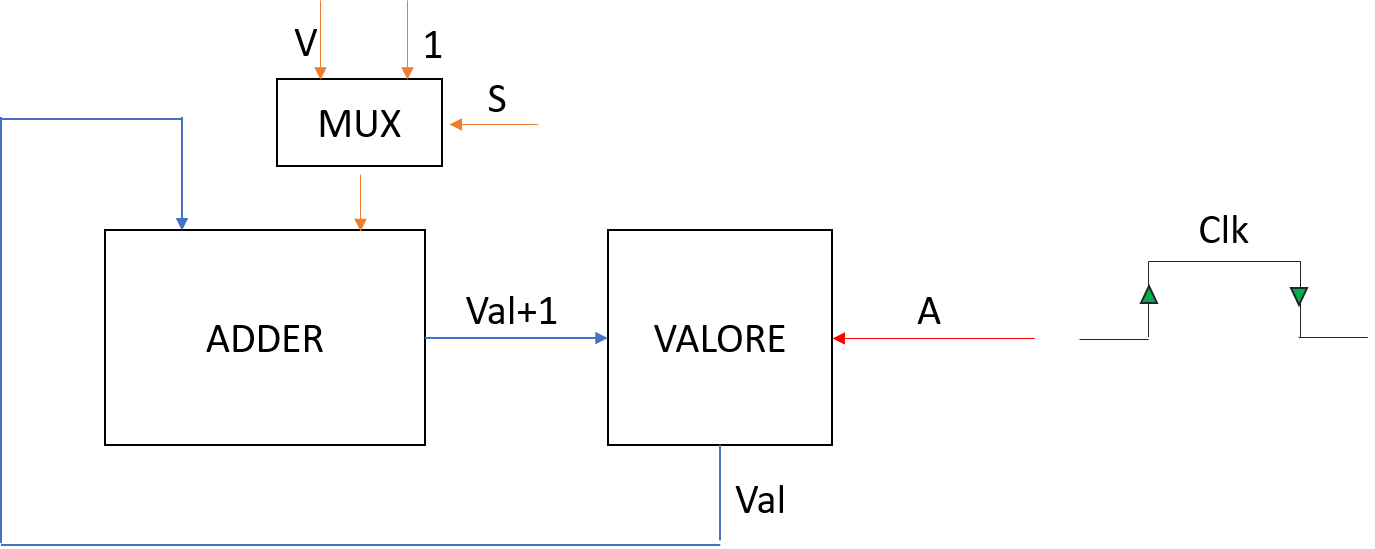 V
1
S
MUX
Clk
ADDER
Val+1
VALORE
A
Val